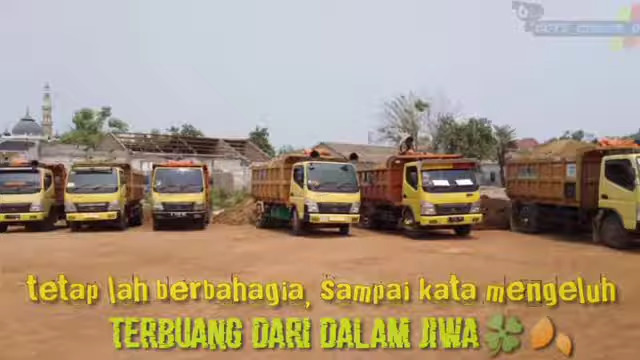 tetap lah berbahagia, sampai kata mengeluh
TERBUANG DARI DALAM JIWA🍀🍂